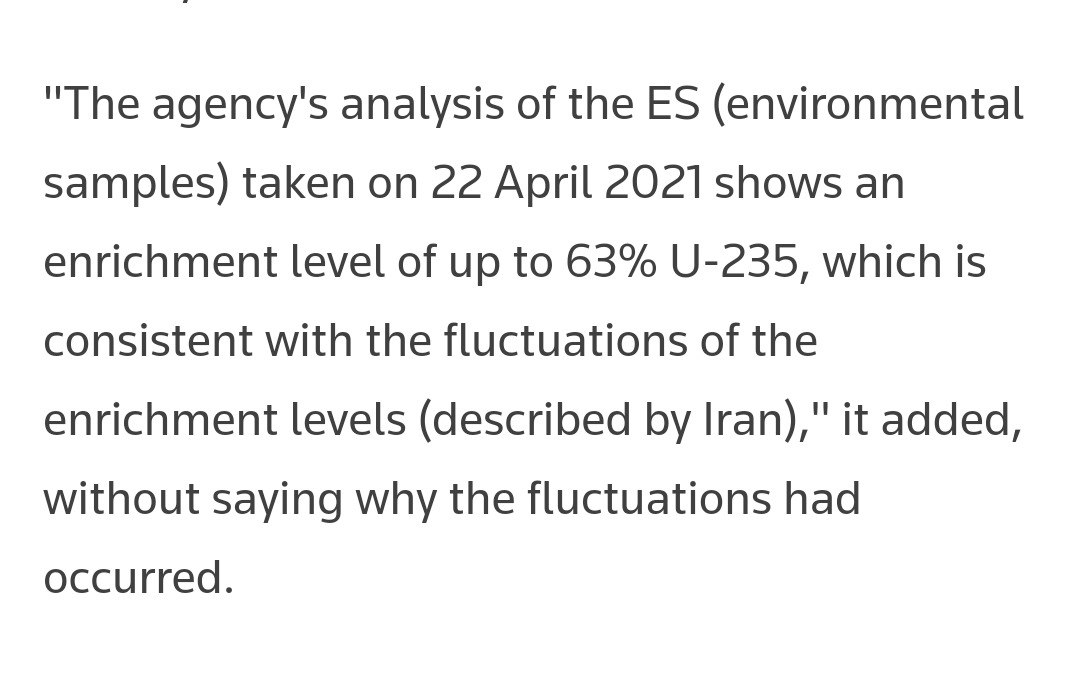 "The agency's analysis of the ES (environmental
samples) taken on 22 April 2021 shows an
enrichment level of up to 63% U-235, which is
consistent with the fluctuations of the
enrichment levels (described by Iran)," it added,
without saying why the fluctuations had
occurred.